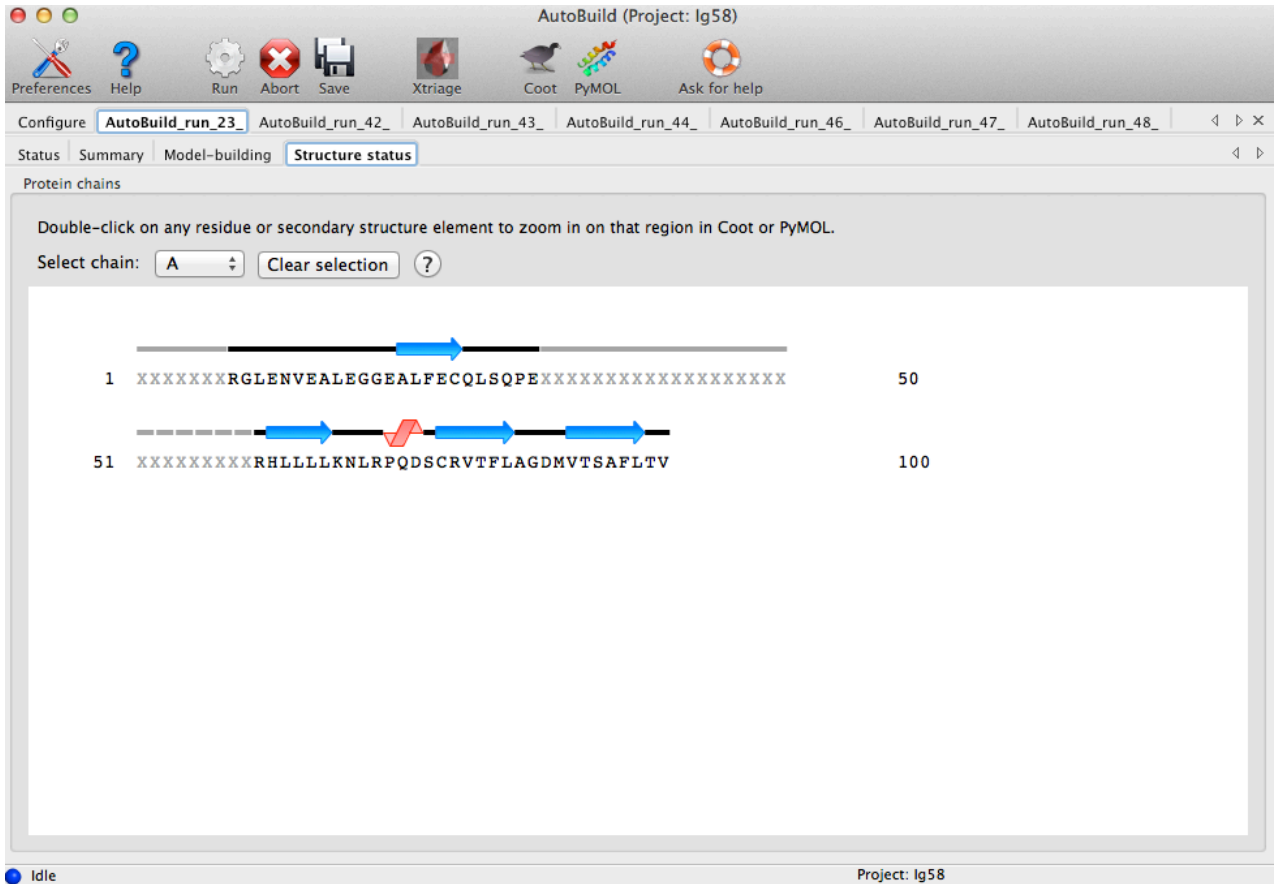 AutoBuild (Project: Ig58)
Preferences Help Run Abort Save Xtriage Coot PyMOL Ask for help
Configure AutoBuild_run_23_ AutoBuild_run_42_ AutoBuild_run_43_ AutoBuild_run_44_ AutoBuild_run_46_ AutoBuild_run_47_ AutoBuild_run_48_
Status Summary Model-building Structure status
Protein chains
Double-click on any residue or secondary structure element to zoom in on that region in Coot or PyMOL.
Select chain: A Clear selection ?
1 XXXXXXXRGLENVEALEGGEALFECQLSQPEXXXXXXXXXXXXXXXXXXX 50
51 XXXXXXXXXRHLLLLKNLRPQDSCRVTFLAGDMVTSAFLTV 100
Idle Project: Ig58